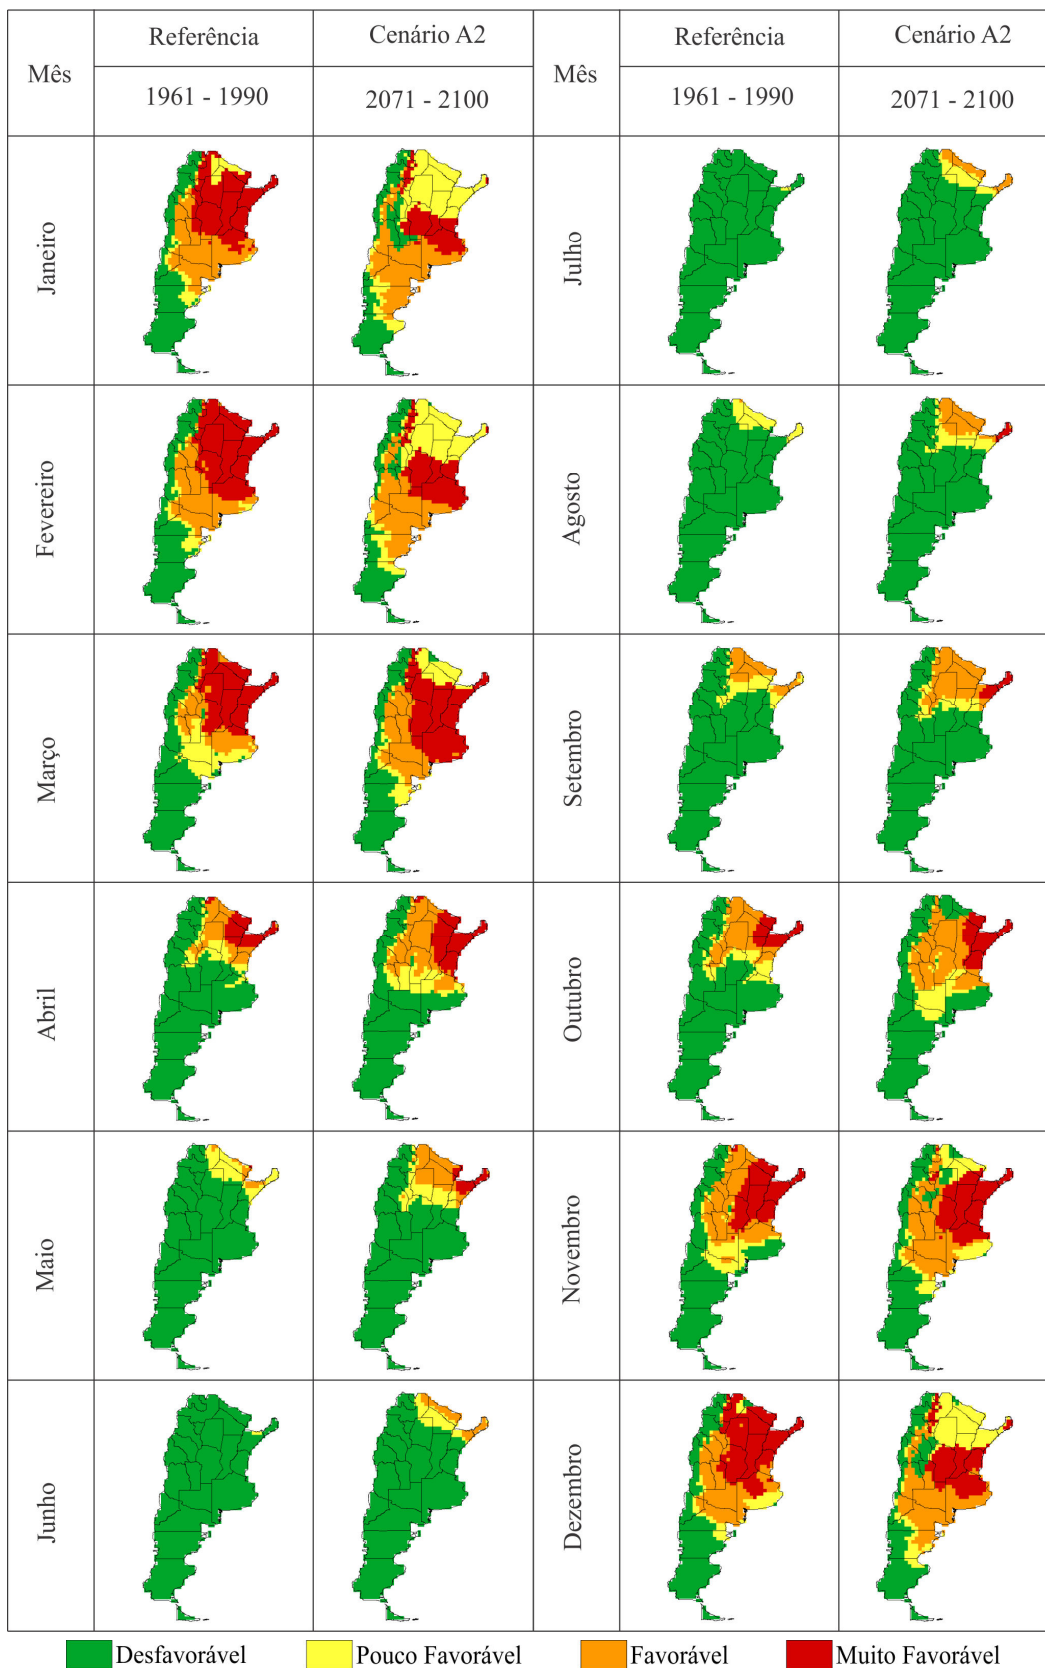 Mês
Referência
Cenário A2
Mês
Referência
Cenário A2
1961 - 1990
2071 - 2100
1961 - 1990
2071 - 2100
Janeiro
Julho
Fevereiro
Agosto
Março
Setembro
Abril
Outubro
Maio
Novembro
Junho
Dezembro
Desfavorável
Pouco Favorável
Favorável
Muito Favorável